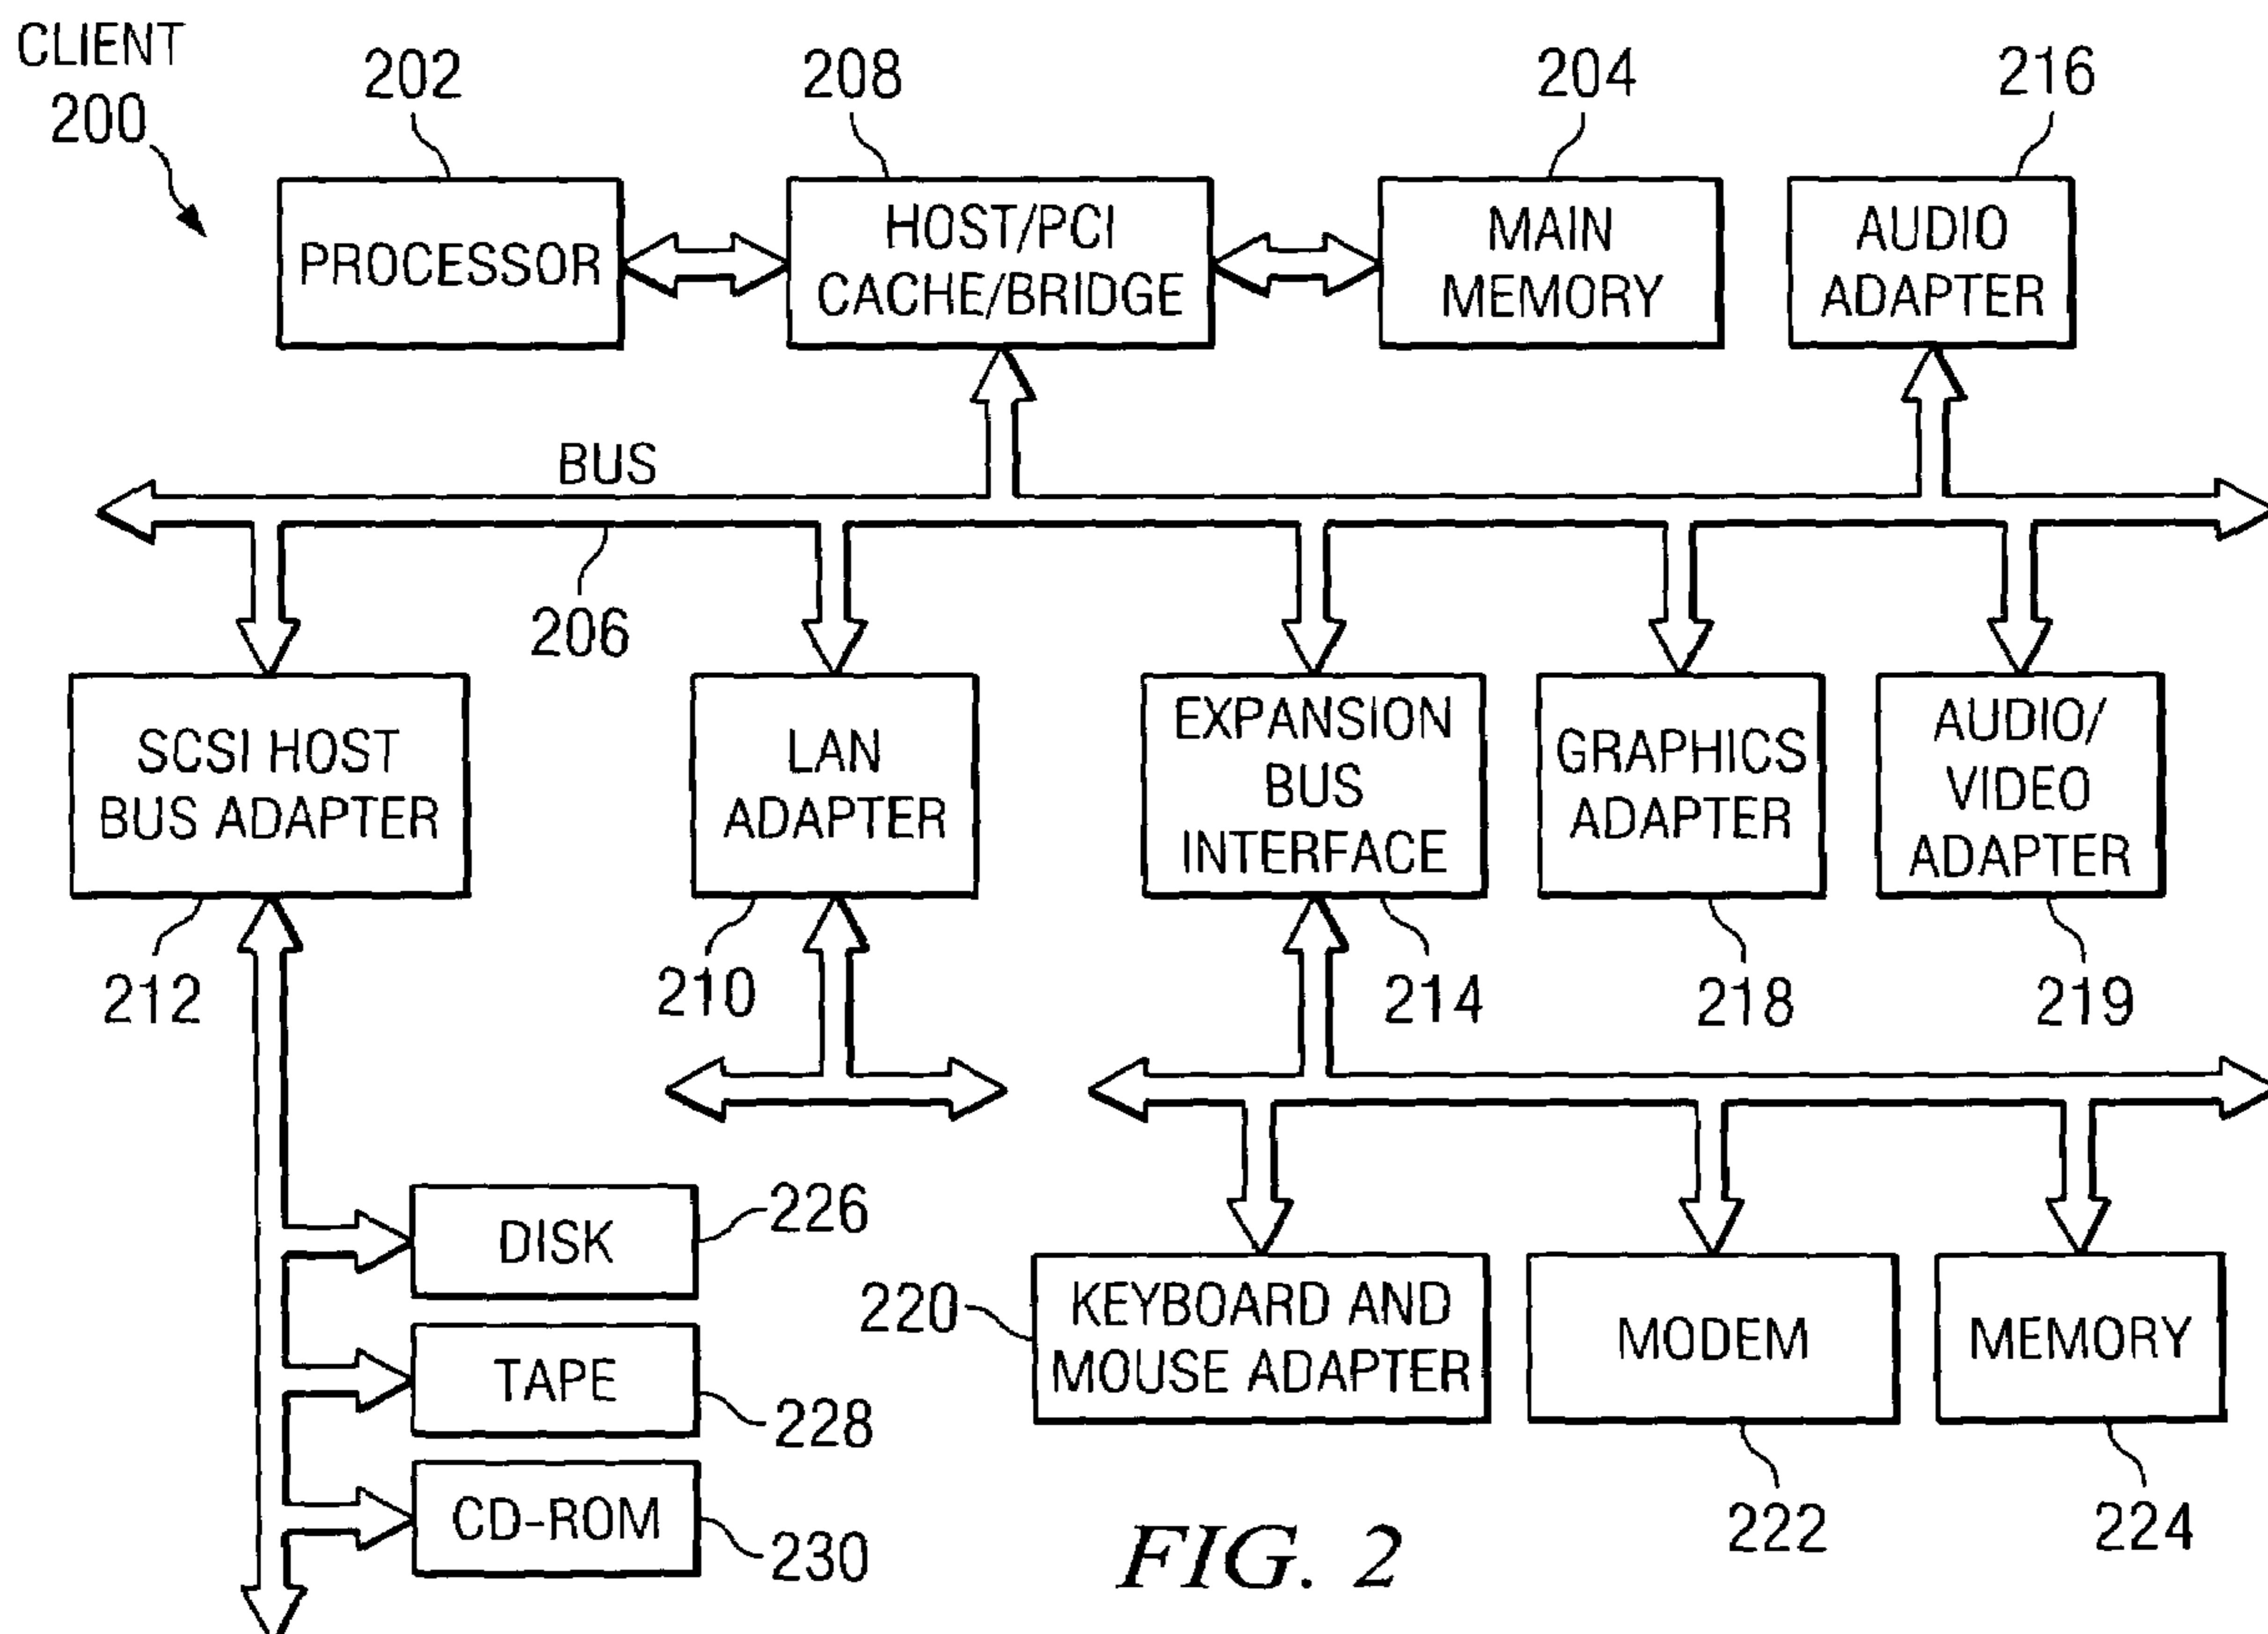 CLIENT
200
202
208
204
216
PROCESSOR
HOST/PCI
CACHE/BRIDGE
MAIN
MEMORY
AUDIO
ADAPTER
BUS
206
SCSI HOST
BUS ADAPTER
LAN
ADAPTER
EXPANSION
BUS
INTERFACE
GRAPHICS
ADAPTER
AUDIO/
VIDEO
ADAPTER
212
210
214
218
219
DISK
226
TAPE
228
CD-ROM
230
220
KEYBOARD AND
MOUSE ADAPTER
MODEM
MEMORY
222
224
FIG. 2